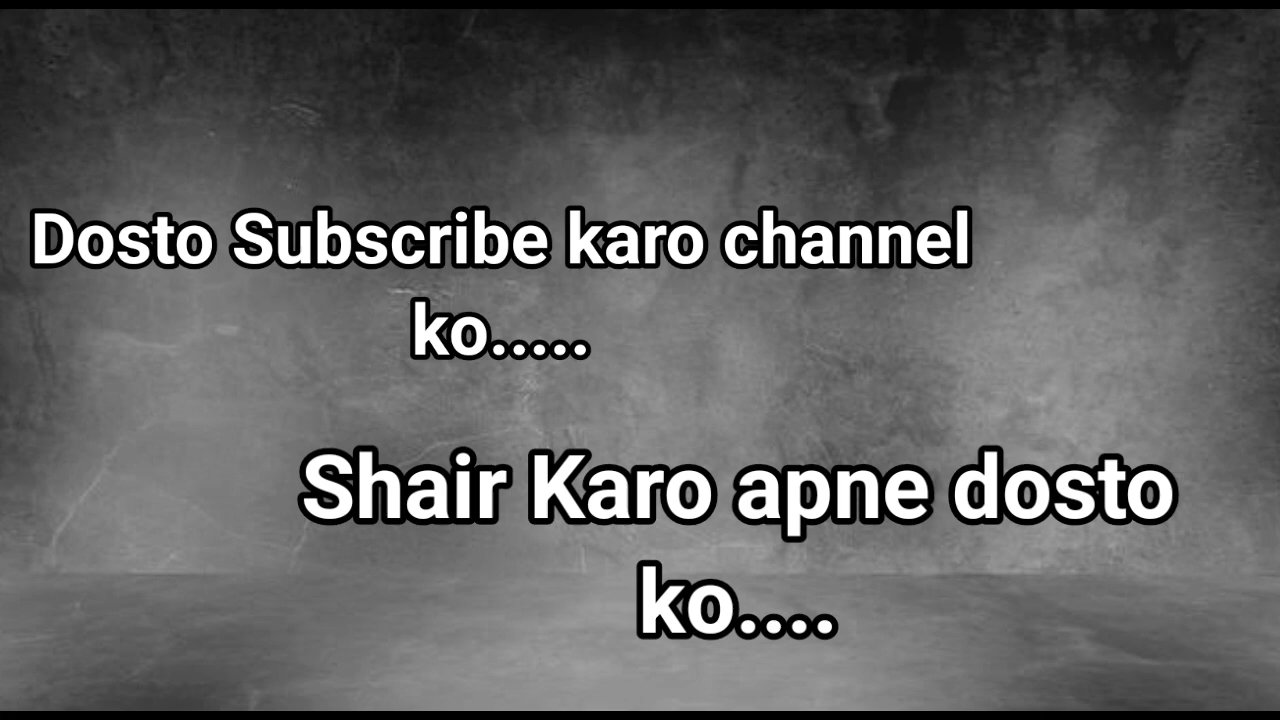 Dosto Subscribe karo channel
ko.....
Shair Karo apne dosto
ko....